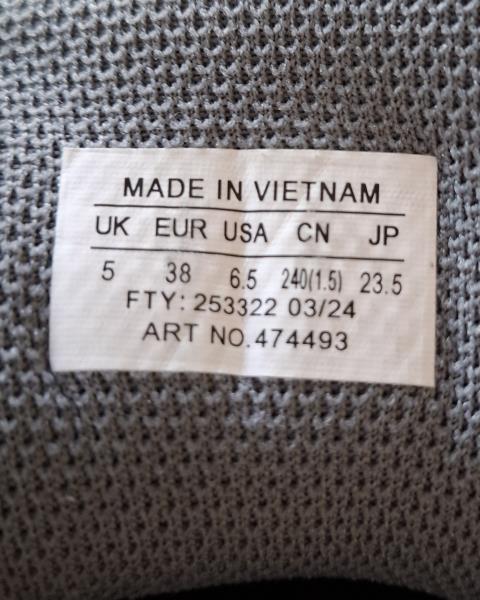 MADE IN VIETNAM
UK EUR USA CN JP
5 38 6.5 240(1.5) 23.5
FTY: 253322 03/24
ART NO.474493